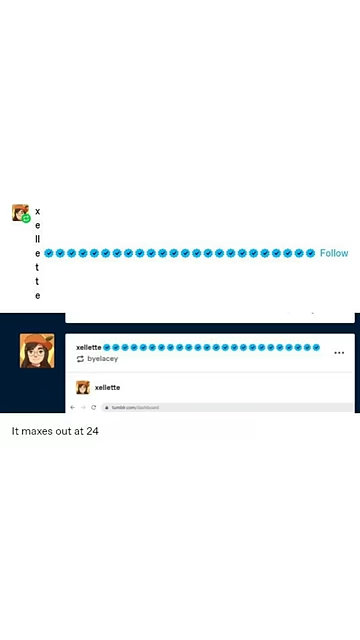 x
e
ll
e
t
t
e
Follow
xellette
byelacey
xellette
tumblr.com/dashboard
It maxes out at 24